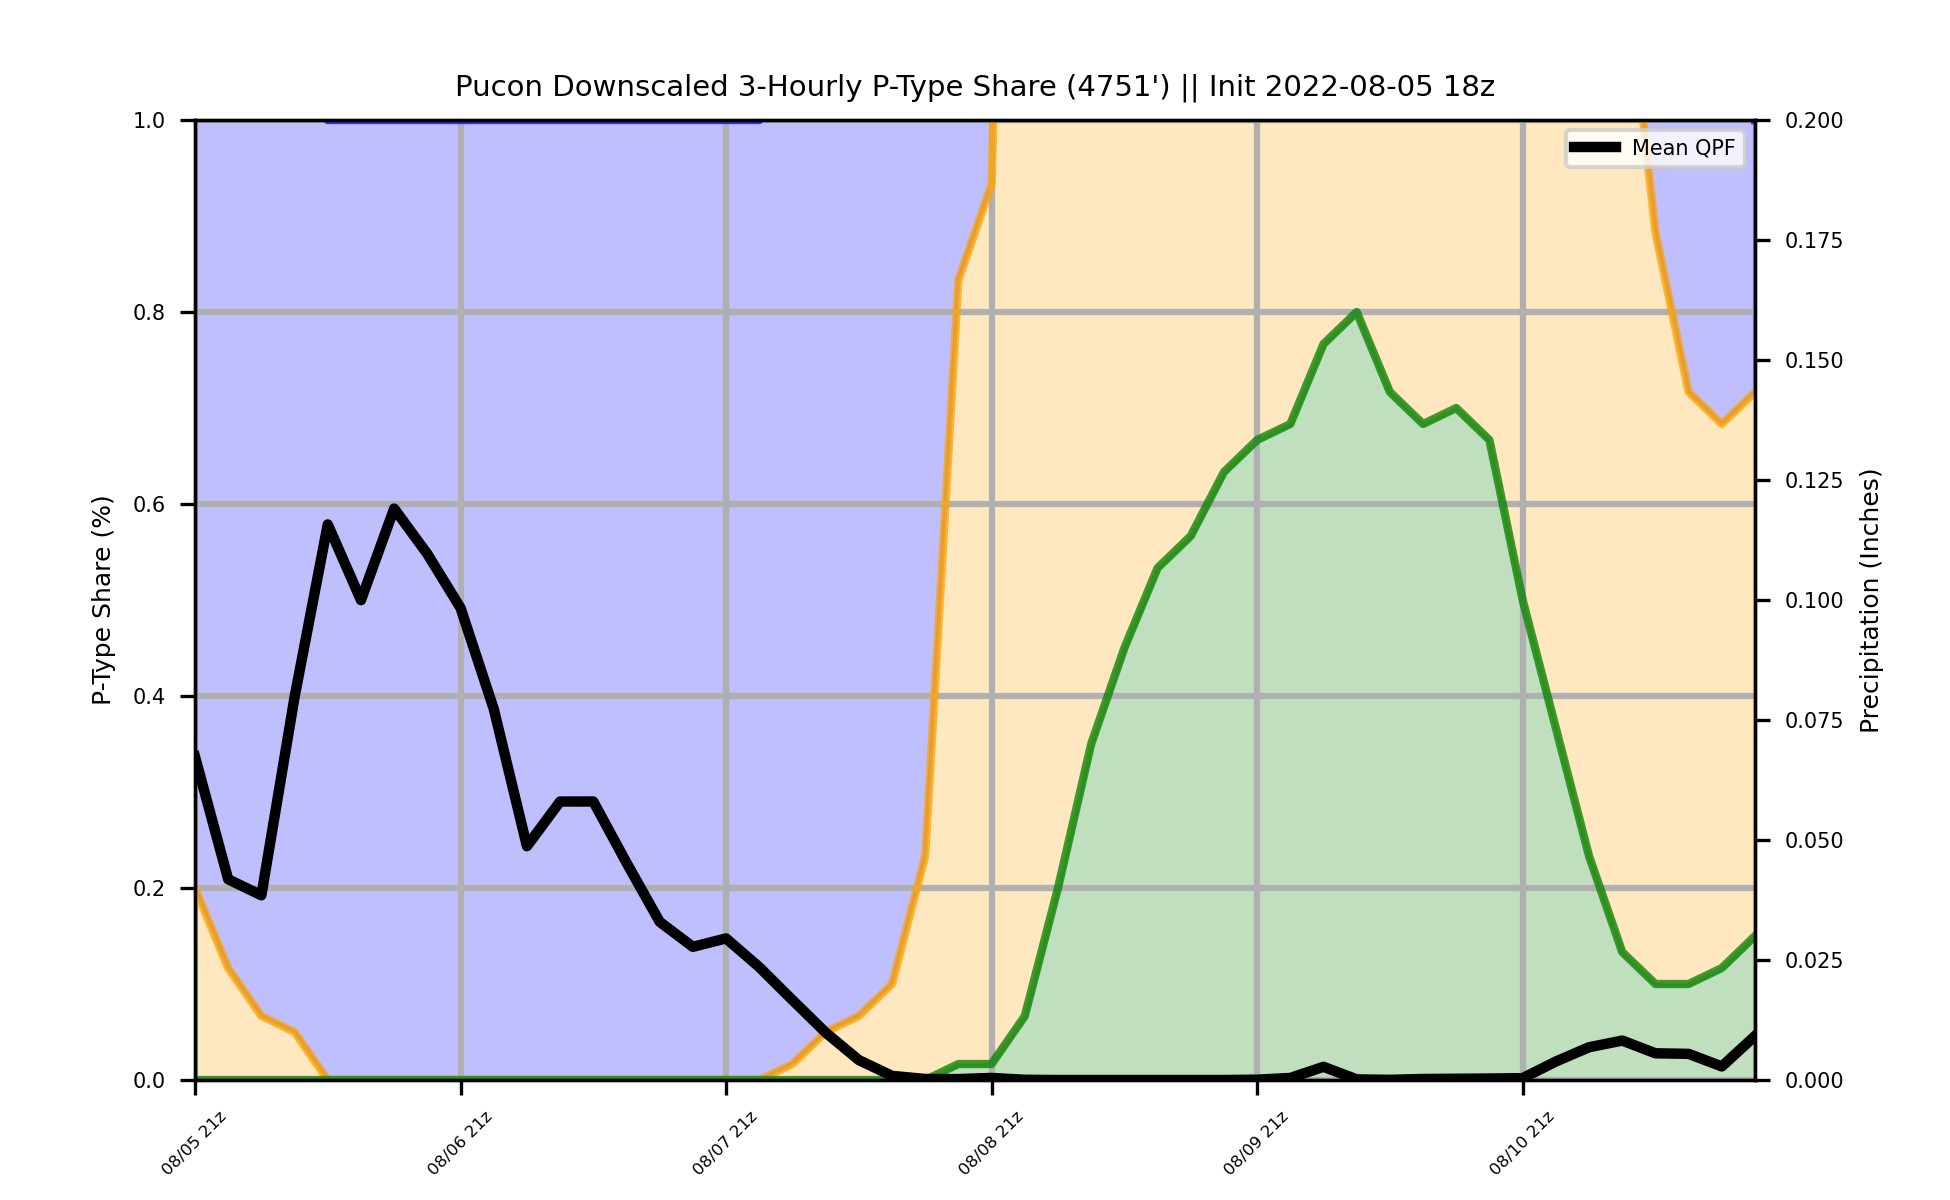 Pucon Downscaled 3-Hourly P-Type Share (4751') || Init 2022-08-05 18z
Mean QPF
P-Type Share (%)
1.0
0.8
0.6
0.4
0.2
0.0
0.200
0.175
0.150
0.125
0.100
0.075
0.050
0.025
0.000
Precipitation (Inches)
08/05 21z
08/06 21z
08/07 21z
08/08 21z
08/09 21z
08/10 21z